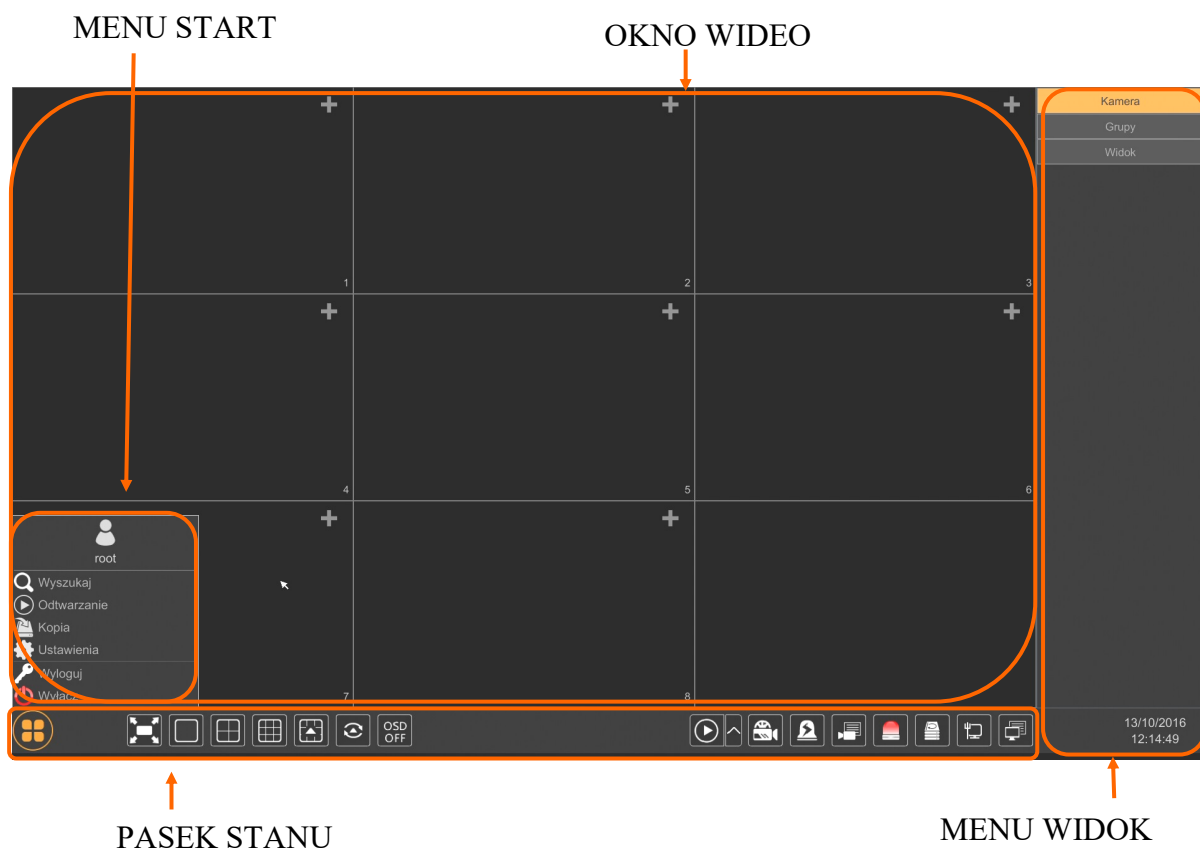 MENU START
OKNO WIDEO
Kamera
Grupy
Widok
1
2
3
4
5
6
root
Wyszukaj
Odtwarzanie
Kopia
Ustawienia
Wyloguj
7
8
OSD
OFF
13/10/2016
12:14:49
PASEK STANU
MENU WIDOK